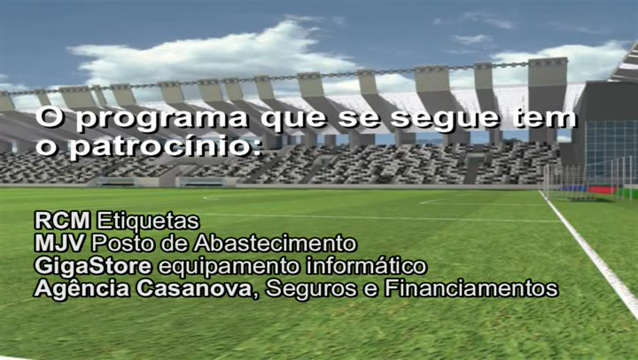 O programa que se segue tem
o patrocínio:
RCM Etiquetas
MJV Posto de Abastecimento
GigaStore equipamento informático
Agência Casanova, Seguros e Financiamentos